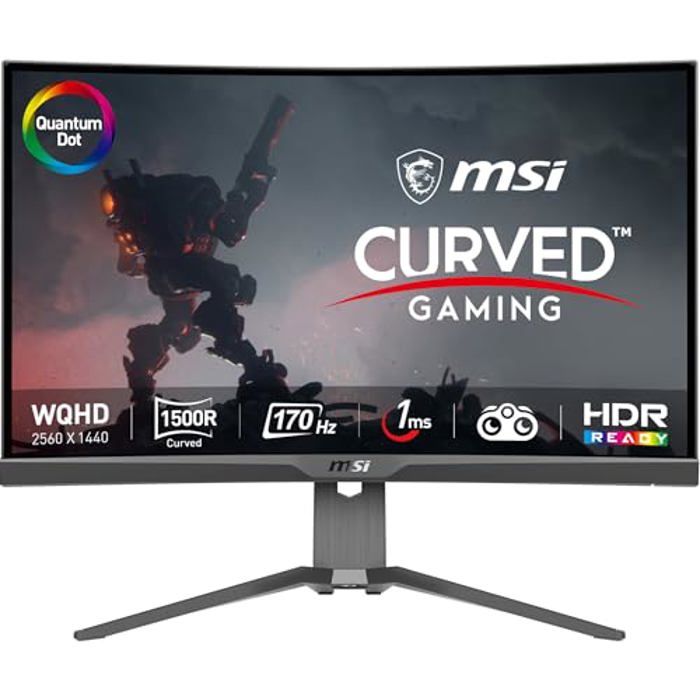 Quantum
Dot
msi
CURVED™
GAMING
WQHD
2560 X 1440
1500R
Curved
170Hz
1ms
HDR
READY
msi